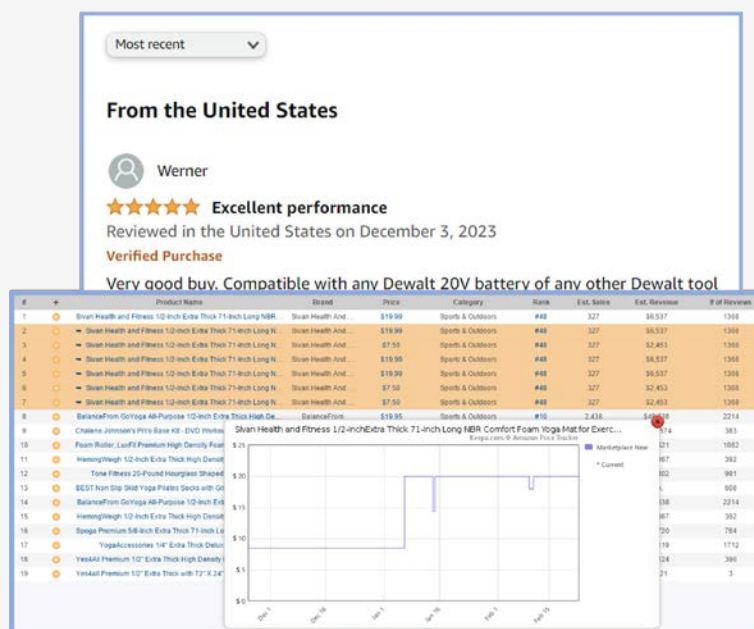 Most recent
From the United States
Werner
Excellent performance
Reviewed in the United States on December 3, 2023
Verified Purchase
Very good buy. Compatible with any Dewalt 20V battery of any other Dewalt tool
# + Product Name Brand Price Category Rank Est. Sales Est. Revenue # of Reviews
1 Sivan Health and Fitness 1/2-Inch Extra Thick 71-Inch Long NBR... Sivan Health And ... $19.99 Sports & Outdoors #48 327 $6,537 1368
2 Sivan Health and Fitness 1/2-Inch Extra Thick 71-Inch Long N... Sivan Health And ... $19.99 Sports & Outdoors #48 327 $6,537 1368
3 Sivan Health and Fitness 1/2-Inch Extra Thick 71-Inch Long N... Sivan Health And ... $7.50 Sports & Outdoors #48 327 $2,453 1368
4 Sivan Health and Fitness 1/2-Inch Extra Thick 71-Inch Long N... Sivan Health And ... $19.99 Sports & Outdoors #48 327 $6,537 1368
5 Sivan Health and Fitness 1/2-Inch Extra Thick 71-Inch Long N... Sivan Health And ... $19.99 Sports & Outdoors #48 327 $6,537 1368
6 Sivan Health and Fitness 1/2-Inch Extra Thick 71-Inch Long N... Sivan Health And ... $7.50 Sports & Outdoors #48 327 $2,453 1368
7 Sivan Health and Fitness 1/2-Inch Extra Thick 71-Inch Long N... Sivan Health And ... $7.50 Sports & Outdoors #48 327 $2,453 1368
8 BalanceFrom GoYoga All-Purpose 1/2-Inch Extra Thick High De... BalanceFrom $19.95 Sports & Outdoors #10 2,438 2214
9 Chalene Johnson's PiYo Base Kit - DVD 383
10 Foam Roller, LuxFit Premium High Density Foam 1882
11 HemingWeigh 1/2-Inch Extra Thick High Densit 392
12 Tone Fitness 20-Pound Hourglass Shaped 981
13 BEST Non Slip Skid Yoga Pilates Socks with 608
14 BalanceFrom GoYoga All-Purpose 1/2-Inch 2214
15 HemingWeigh 1/2-Inch Extra Thick High Densit 392
16 Spoga Premium 5/8-Inch Extra Thick 71-Inch 784
17 YogaAccessories 1/4" Extra Thick 1712
18 Yes4All Premium 1/2" Extra Thick High Density
19 Yes4all Premium 1/2" Extra Thick with 72" X 24" 3
Sivan Health and Fitness 1/2-InchExtra Thick 71-inch Long NBR Comfort Foam Yoga Mat for Exerc...
Keepa.com @ Amazon Price Tracker
Marketplace New
* Current
$ 25
$ 20
$ 15
$ 10
$ 5
$ 0
Dec 1
Dec 16
Jan 1
Jan 16
Feb 1
Feb 15